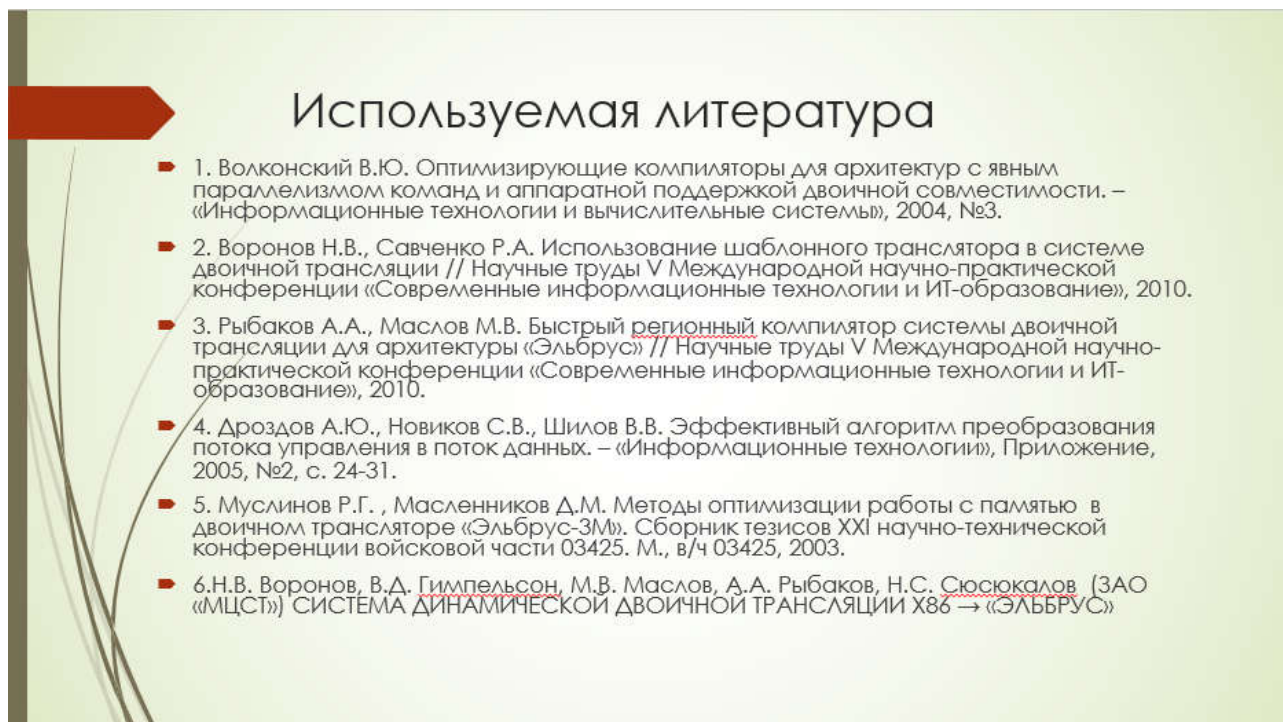 Используемая литература
1. Волконский В.Ю. Оптимизирующие компиляторы для архитектур с явным
параллелизмом команд и аппаратной поддержкой двоичной совместимости. –
«Информационные технологии и вычислительные системы», 2004, №3.
2. Воронов Н.В., Савченко Р.А. Использование шаблонного транслятора в системе
двоичной трансляции // Научные труды V Международной научно-практической
конференции «Современные информационные технологии и ИТ-образование», 2010.
3. Рыбаков А.А., Маслов М.В. Быстрый регионный компилятор системы двоичной
трансляции для архитектуры «Эльбрус» // Научные труды V Международной научно-
практической конференции «Современные информационные технологии и ИТ-
образование», 2010.
4. Дроздов А.Ю., Новиков С.В., Шилов В.В. Эффективный алгоритм преобразования
потока управления в поток данных. – «Информационные технологии», Приложение,
2005, №2, с. 24-31.
5. Муслинов Р.Г. , Масленников Д.М. Методы оптимизации работы с памятью  в
двоичном трансляторе «Эльбрус-3М». Сборник тезисов XXI научно-технической
конференции войсковой части 03425. М., в/ч 03425, 2003.
6.Н.В. Воронов, В.Д. Гимпельсон, М.В. Маслов, А.А. Рыбаков, Н.С. Сюсюкалов  (ЗАО
«МЦСТ») СИСТЕМА ДИНАМИЧЕСКОЙ ДВОИЧНОЙ ТРАНСЛЯЦИИ X86 → «ЭЛЬБРУС»